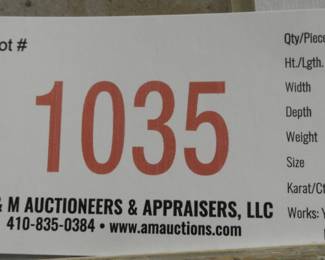 ot #
1035
& M AUCTIONEERS & APPRAISERS, LLC
410-835-0384 • www.amauctions.com
Qty/Piece
Ht./Lgth.
Width
Depth
Weight
Size
Karat/Ct
Works: Y